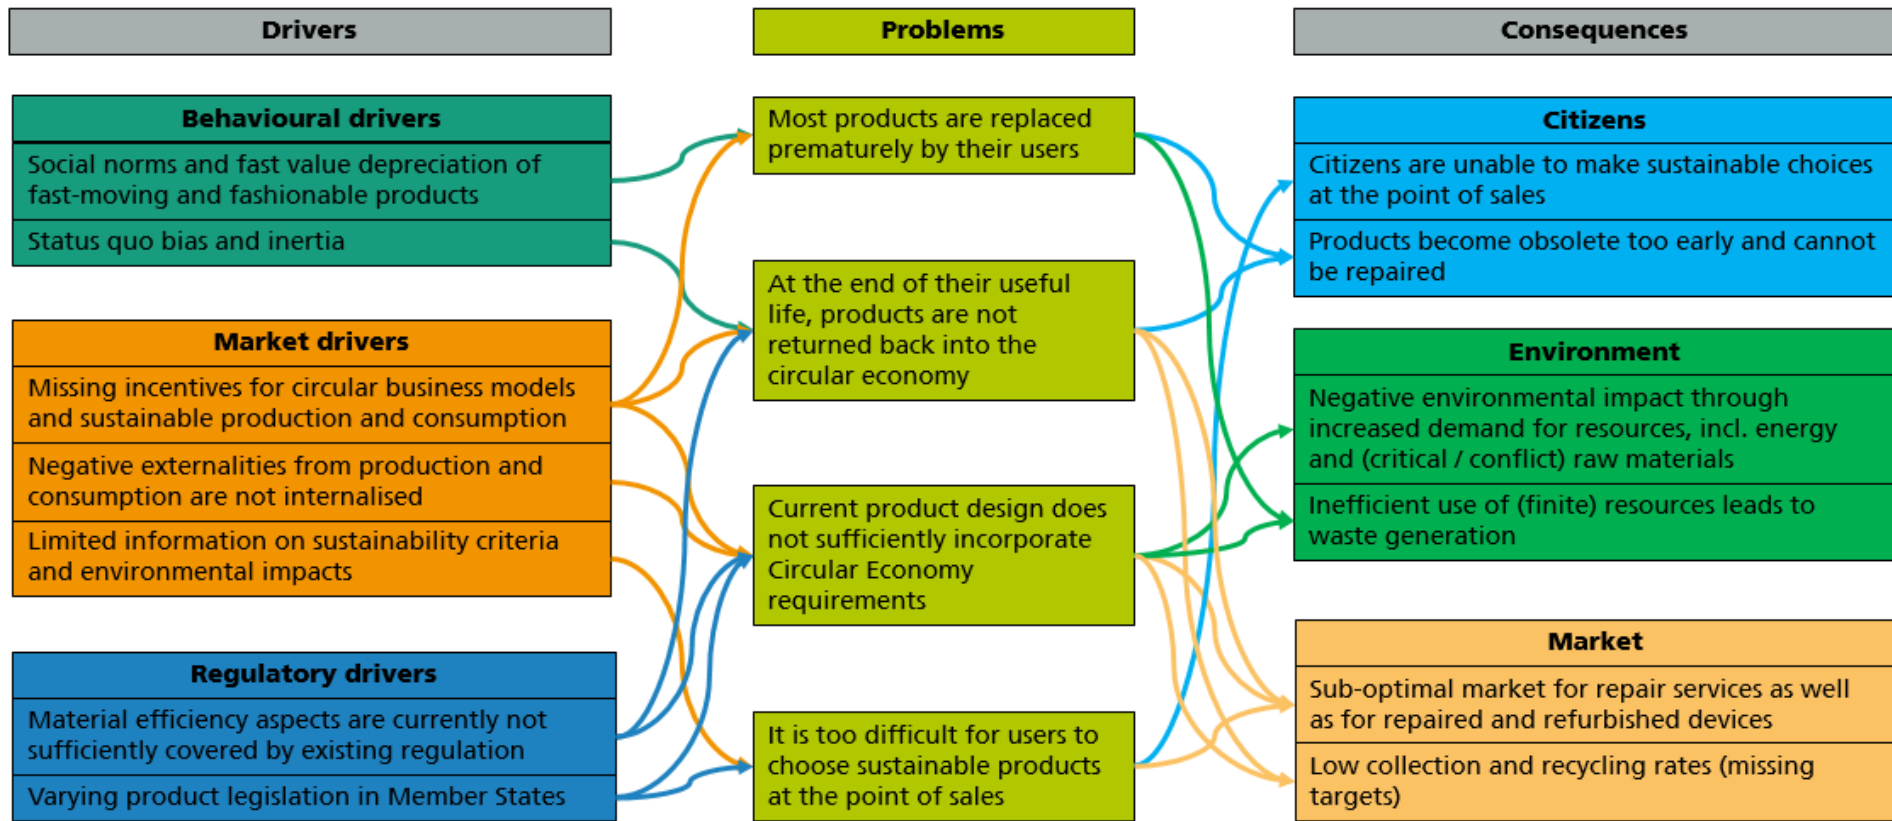 Drivers
Problems
Consequences
Behavioural drivers
Social norms and fast value depreciation of
fast-moving and fashionable products
Status quo bias and inertia
Market drivers
Missing incentives for circular business models
and sustainable production and consumption
Negative externalities from production and
consumption are not internalised
Limited information on sustainability criteria
and environmental impacts
Regulatory drivers
Material efficiency aspects are currently not
sufficiently covered by existing regulation
Varying product legislation in Member States
Most products are replaced
prematurely by their users
At the end of their useful
life, products are not
returned back into the
circular economy
Current product design does
not sufficiently incorporate
Circular Economy
requirements
It is too difficult for users to
choose sustainable products
at the point of sales
Citizens
Citizens are unable to make sustainable choices
at the point of sales
Products become obsolete too early and cannot
be repaired
Environment
Negative environmental impact through
increased demand for resources, incl. energy
and (critical / conflict) raw materials
Inefficient use of (finite) resources leads to
waste generation
Market
Sub-optimal market for repair services as well
as for repaired and refurbished devices
Low collection and recycling rates (missing
targets)